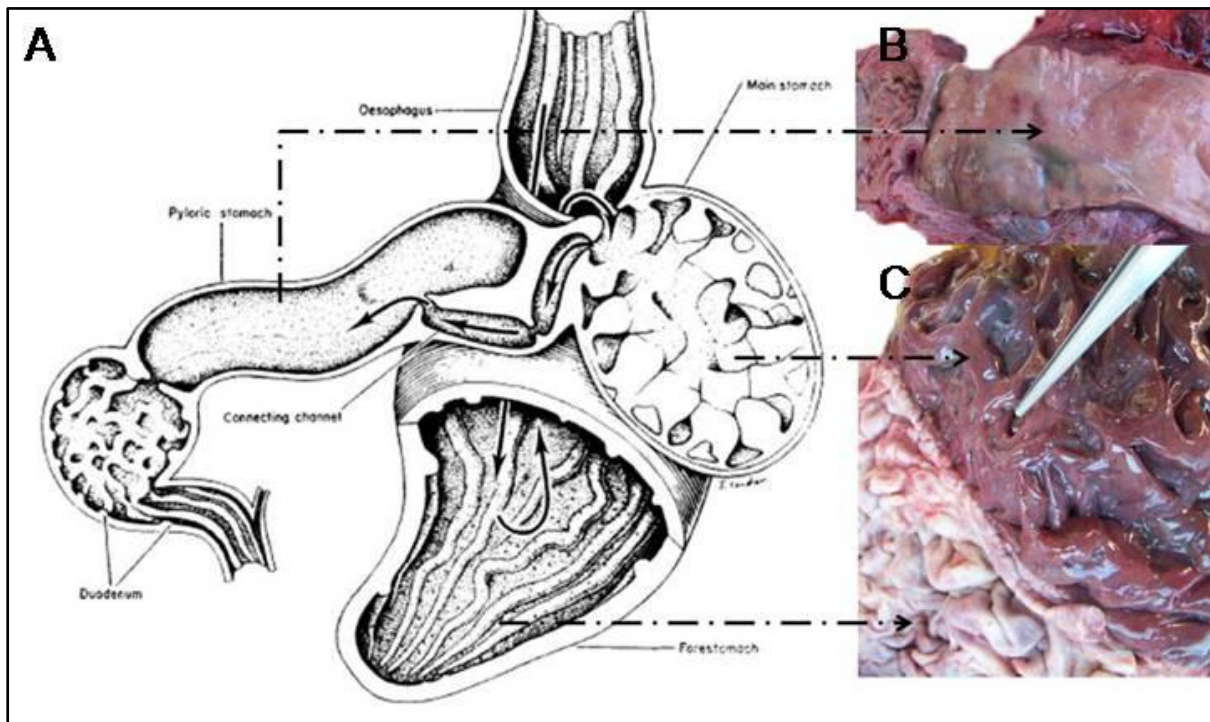 A
B
Oesophagus
Main stomach
Pyloric stomach
C
Connecting channel
Duodenum
Forestomach